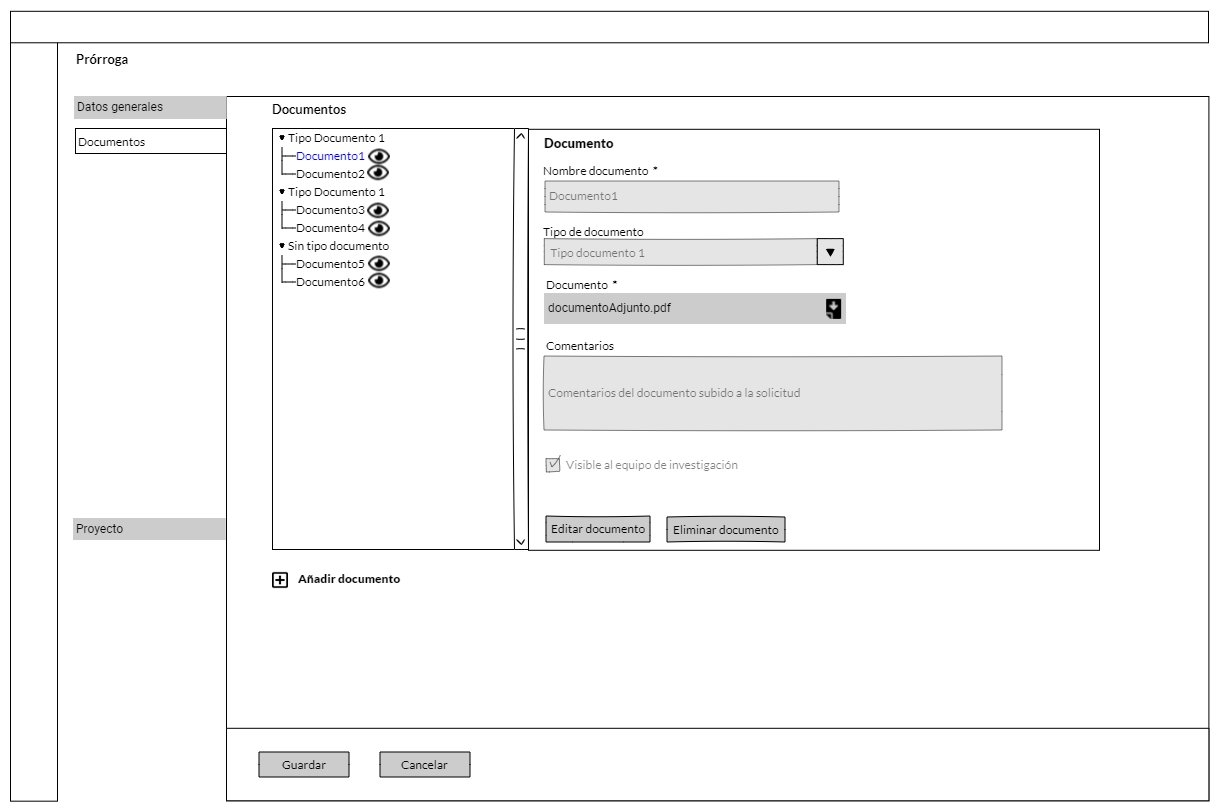 Prórroga
Datos generales
Documentos
Proyecto
Documentos
Tipo Documento 1
Documento1
Documento2
Tipo Documento 1
Documento3
Documento4
Sin tipo documento
Documento5
Documento6
Documento
Nombre documento *
Documento1
Tipo de documento
Tipo documento 1
Documento *
documentoAdjunto.pdf
Comentarios
Comentarios del documento subido a la solicitud
Visible al equipo de investigación
Editar documento
Eliminar documento
Añadir documento
Guardar
Cancelar